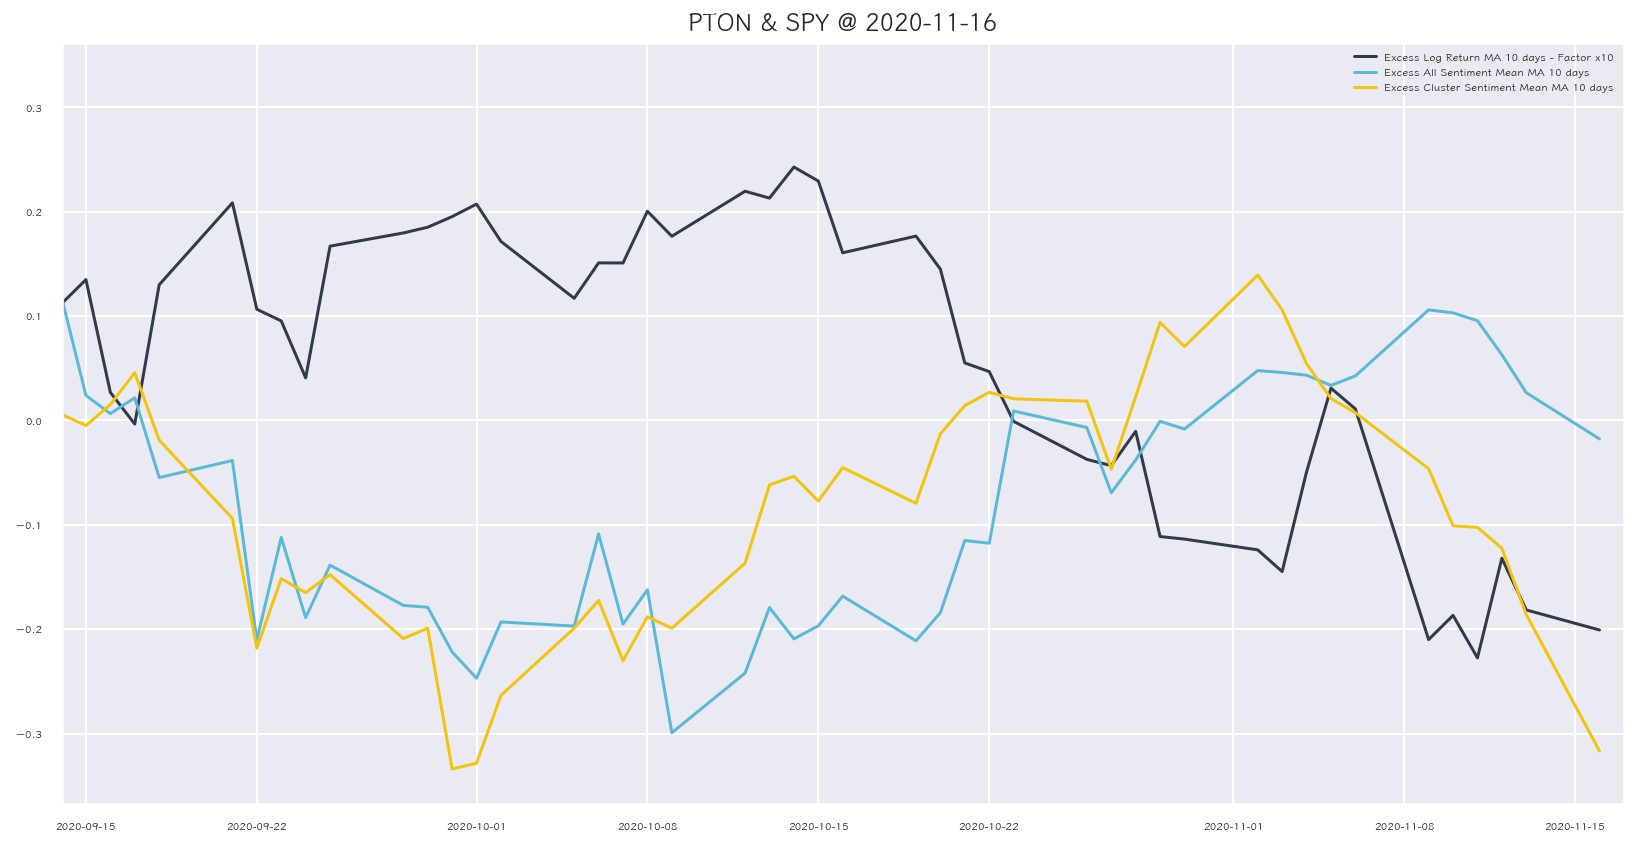 PTON & SPY @ 2020-11-16
Excess Log Return MA 10 days - Factor x10
Excess All Sentiment Mean MA 10 days
Excess Cluster Sentiment Mean MA 10 days
0.3
0.2
0.1
0.0
−0.1
−0.2
−0.3
2020-09-15 2020-09-22 2020-10-01 2020-10-08 2020-10-15 2020-10-22 2020-11-01 2020-11-08 2020-11-15